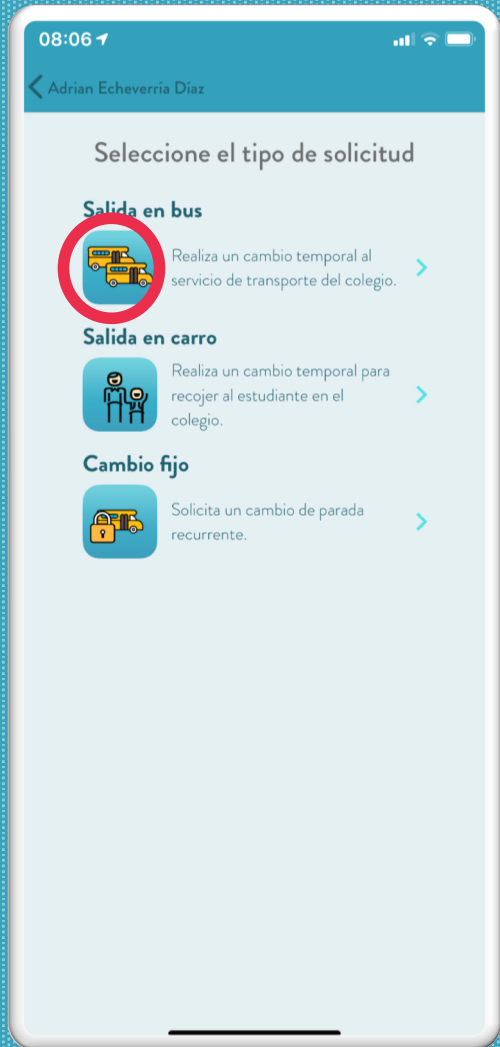 08:06
Adrian Echeverría Díaz
Seleccione el tipo de solicitud
Salida en bus
Realiza un cambio temporal al
servicio de transporte del colegio.
Salida en carro
Realiza un cambio temporal para
recojer al estudiante en el
colegio.
Cambio fijo
Solicita un cambio de parada
recurrente.